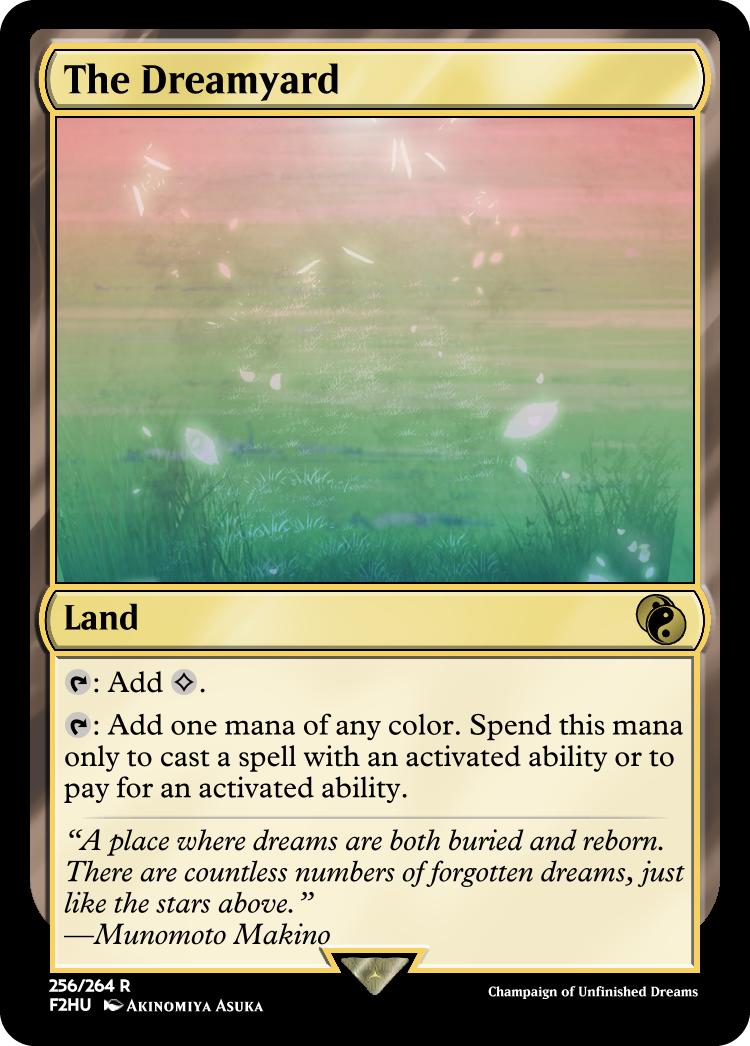 The Dreamyard
Land
: Add .
: Add one mana of any color. Spend this mana
only to cast a spell with an activated ability or to
pay for an activated ability.
“A place where dreams are both buried and reborn.
There are countless numbers of forgotten dreams, just
like the stars above.”
—Munomoto Makino
256/264 R
F2HU Akinomiya Asuka
Champaign of Unfinished Dreams